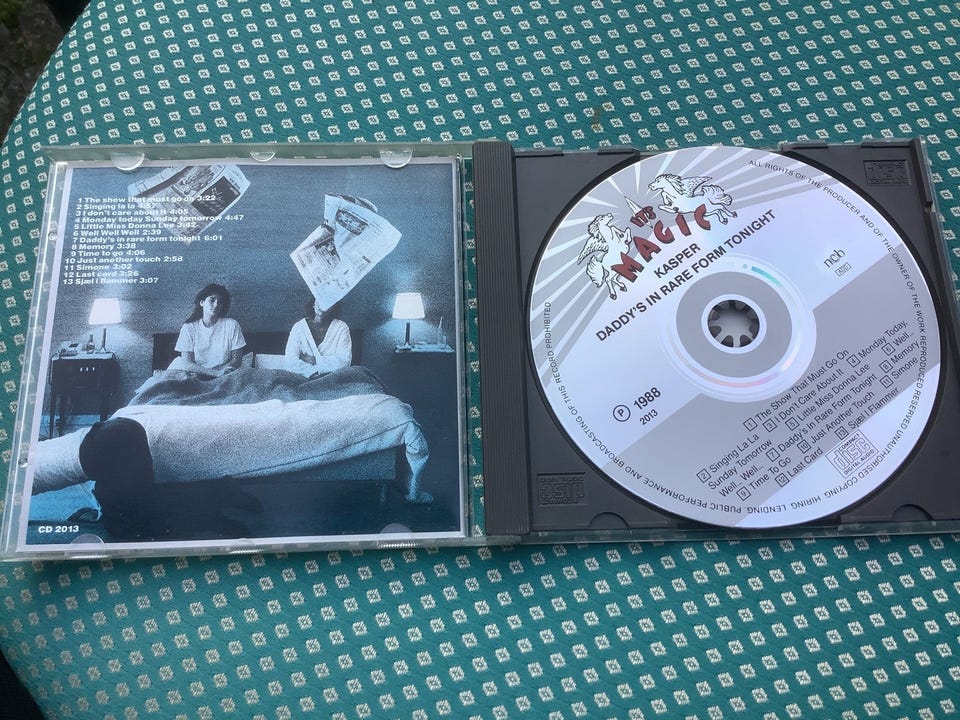 1 The show that must go on 3:22
2 Singing la la 4:57
3 I don't care about it 4:05
4 Monday today Sunday tomorrow 4:47
5 Little Miss Donna Lee 3:42
6 Well Well Well 2:39
7 Daddy's in rare form tonight 6:01
8 Memory 3:38
9 Time to go 4:06
10 Just another touch 2:58
11 Simone 3:02
12 Last card 3:26
13 Sjæl i flammer 3:07
CD 2013
ALL RIGHTS OF THE PRODUCER AND OF THE OWNER OF THE WORK REPRODUCED RESERVED UNAUTHORISED COPYING HIRING LENDING PUBLIC PERFORMANCE AND BROADCASTING OF THIS RECORD PROHIBITED
IT'S
MAGIC
KASPER
DADDY'S IN RARE FORM TONIGHT
ncb
AAD
P 1988
2013
1 The Show That Must Go On
2 Singing La La 3 I Don't Care About It 4 Monday Today,
Sunday Tomorrow 5 Little Miss Donna Lee 6 Well...
Well... Well... 7 Daddy's in Rare Form Tonight 8 Memory
9 Time To Go 10 Just Another Touch 11 Simone
12 Last Card 13 Sjæl I Flammer
COMPACT
disc
DIGITAL AUDIO